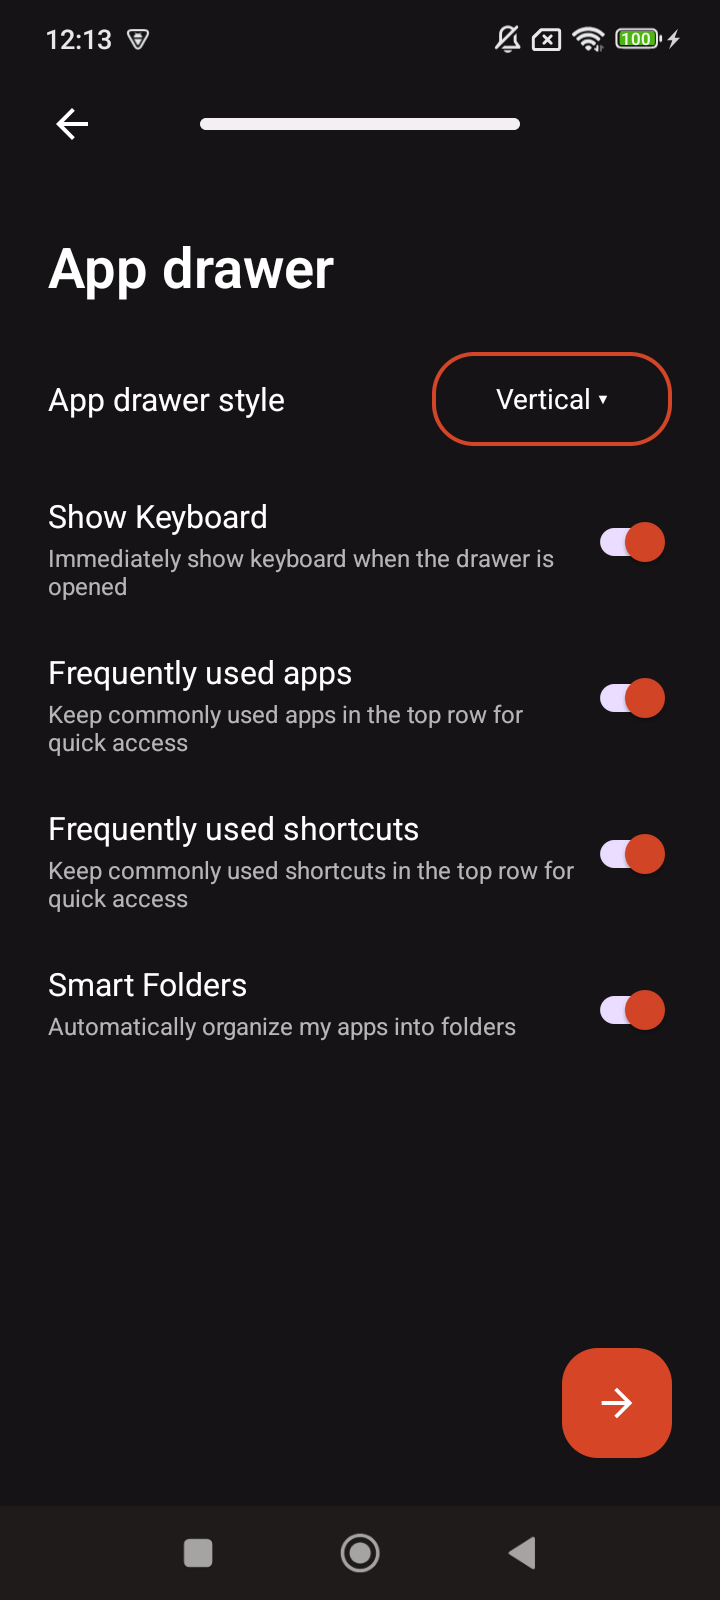 12:13
100
App drawer
App drawer style
Vertical ▾
Show Keyboard
Immediately show keyboard when the drawer is
opened
Frequently used apps
Keep commonly used apps in the top row for
quick access
Frequently used shortcuts
Keep commonly used shortcuts in the top row for
quick access
Smart Folders
Automatically organize my apps into folders